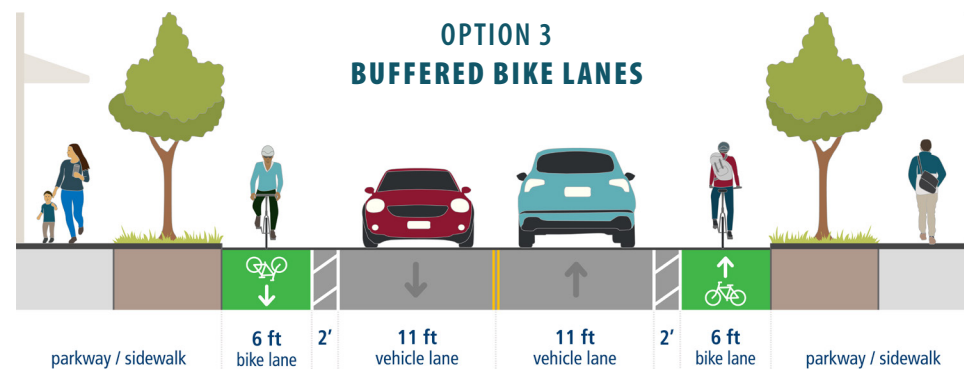 OPTION 3
BUFFERED BIKE LANES
6 ft 2' 11 ft 11 ft 2' 6 ft
parkway / sidewalk bike lane vehicle lane vehicle lane bike lane parkway / sidewalk